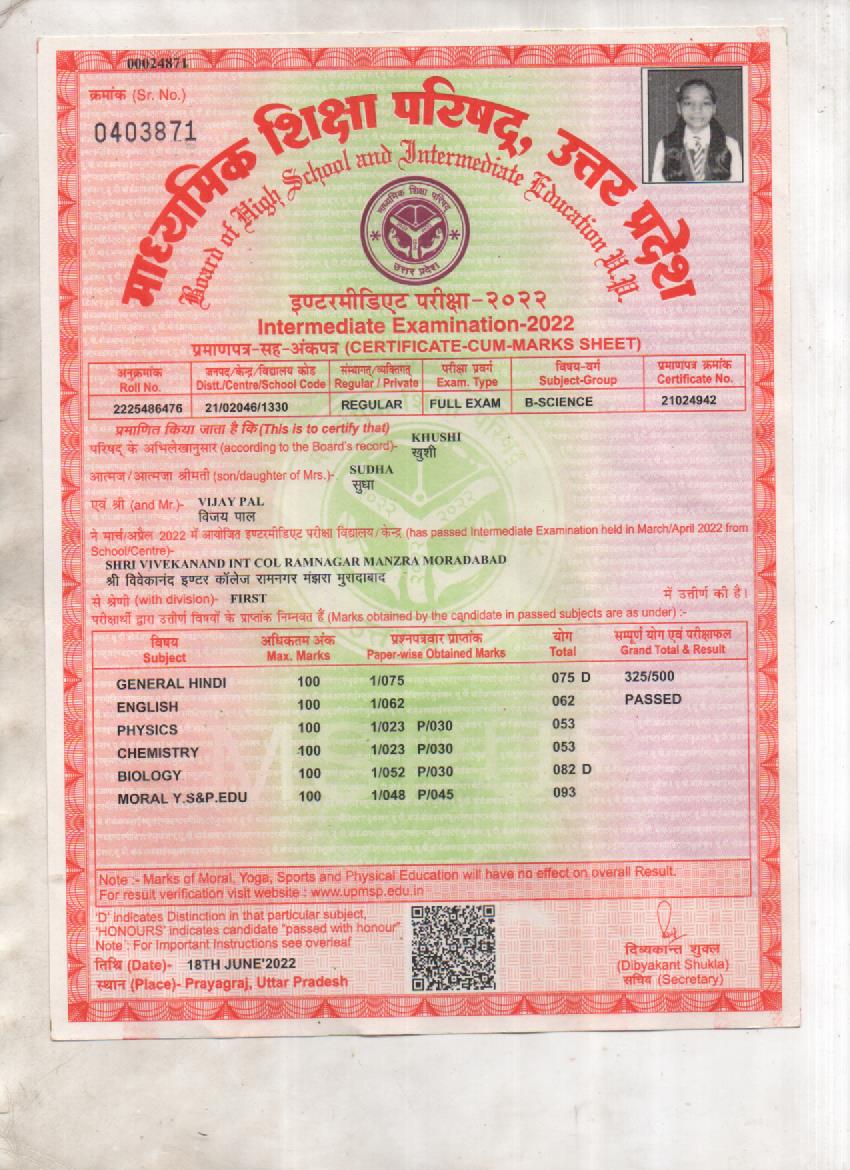 00024871
क्रमांक (Sr. No.)
0403871
माध्यमिक शिक्षा परिषद्, उत्तर प्रदेश
Board of High School and Intermediate Education U.P.
माध्यमिक शिक्षा परिषद्
उत्तर प्रदेश
इण्टरमीडिएट परीक्षा-२०२२
Intermediate Examination-2022
प्रमाणपत्र-सह-अंकपत्र (CERTIFICATE-CUM-MARKS SHEET)
अनुक्रमांक जनपद/केन्द्र/विद्यालय कोड संस्थागत्/व्यक्तिगत् परीक्षा प्रवर्ग विषय-वर्ग प्रमाणपत्र क्रमांक
Roll No. Distt./Centre/School Code Regular / Private Exam. Type Subject-Group Certificate No.
2225486476 21/02046/1330 REGULAR FULL EXAM B-SCIENCE 21024942
प्रमाणित किया जाता है कि (This is to certify that)
परिषद् के अभिलेखानुसार (according to the Board's record)- KHUSHI
खुशी
आत्मज/आत्मजा श्रीमती (son/daughter of Mrs.)- SUDHA
सुधा
एवं श्री (and Mr.)- VIJAY PAL
विजय पाल
ने मार्च/अप्रैल 2022 में आयोजित इण्टरमीडिएट परीक्षा विद्यालय/केन्द्र (has passed Intermediate Examination held in March/April 2022 from
School/Centre)-
SHRI VIVEKANAND INT COL RAMNAGAR MANZRA MORADABAD
श्री विवेकानंद इण्टर कॉलेज रामनगर मंझरा मुरादाबाद
से श्रेणी (with division)- FIRST में उत्तीर्ण की है।
परीक्षार्थी द्वारा उत्तीर्ण विषयों के प्राप्तांक निम्नवत हैं (Marks obtained by the candidate in passed subjects are as under) :-
विषय अधिकतम अंक प्रश्नपत्रवार प्राप्तांक योग सम्पूर्ण योग एवं परीक्षाफल
Subject Max. Marks Paper-wise Obtained Marks Total Grand Total & Result
GENERAL HINDI 100 1/075 075 D 325/500
ENGLISH 100 1/062 062 PASSED
PHYSICS 100 1/023 P/030 053
CHEMISTRY 100 1/023 P/030 053
BIOLOGY 100 1/052 P/030 082 D
MORAL Y.S&P.EDU 100 1/048 P/045 093
Note :- Marks of Moral, Yoga, Sports and Physical Education will have no effect on overall Result.
For result verification visit website : www.upmsp.edu.in
'D' indicates Distinction in that particular subject,
'HONOURS' indicates candidate "passed with honour"
Note : For Important Instructions see overleaf
तिथि (Date)- 18TH JUNE'2022
स्थान (Place)- Prayagraj, Uttar Pradesh
दिव्यकान्त शुक्ल
(Dibyakant Shukla)
सचिव (Secretary)